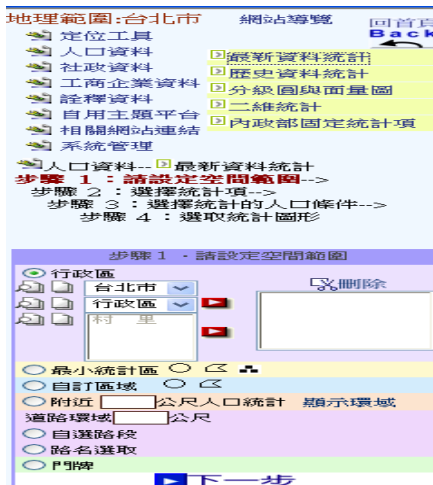 地理範圍:台北市 網站導覽 回首頁
Back
定位工具
人口資料
社政資料
工商企業資料
詮釋資料
自用主題平台
相關網站連結
系統管理
最新資料統計
歷史資料統計
分級圖與面量圖
二維統計
內政部固定統計項
人口資料--最新資料統計
步驟 1：請設定空間範圍-->
步驟 2：選擇統計項-->
步驟 3：選擇統計的人口條件-->
步驟 4：選取統計圖形
步驟1 ．請設定空間範圍
行政區
台北市
刪除
行政區
村 里
最小統計區
自訂區域
附近 公尺人口統計 顯示環域
道路環域 公尺
自選路段
路名選取
門牌
下一步